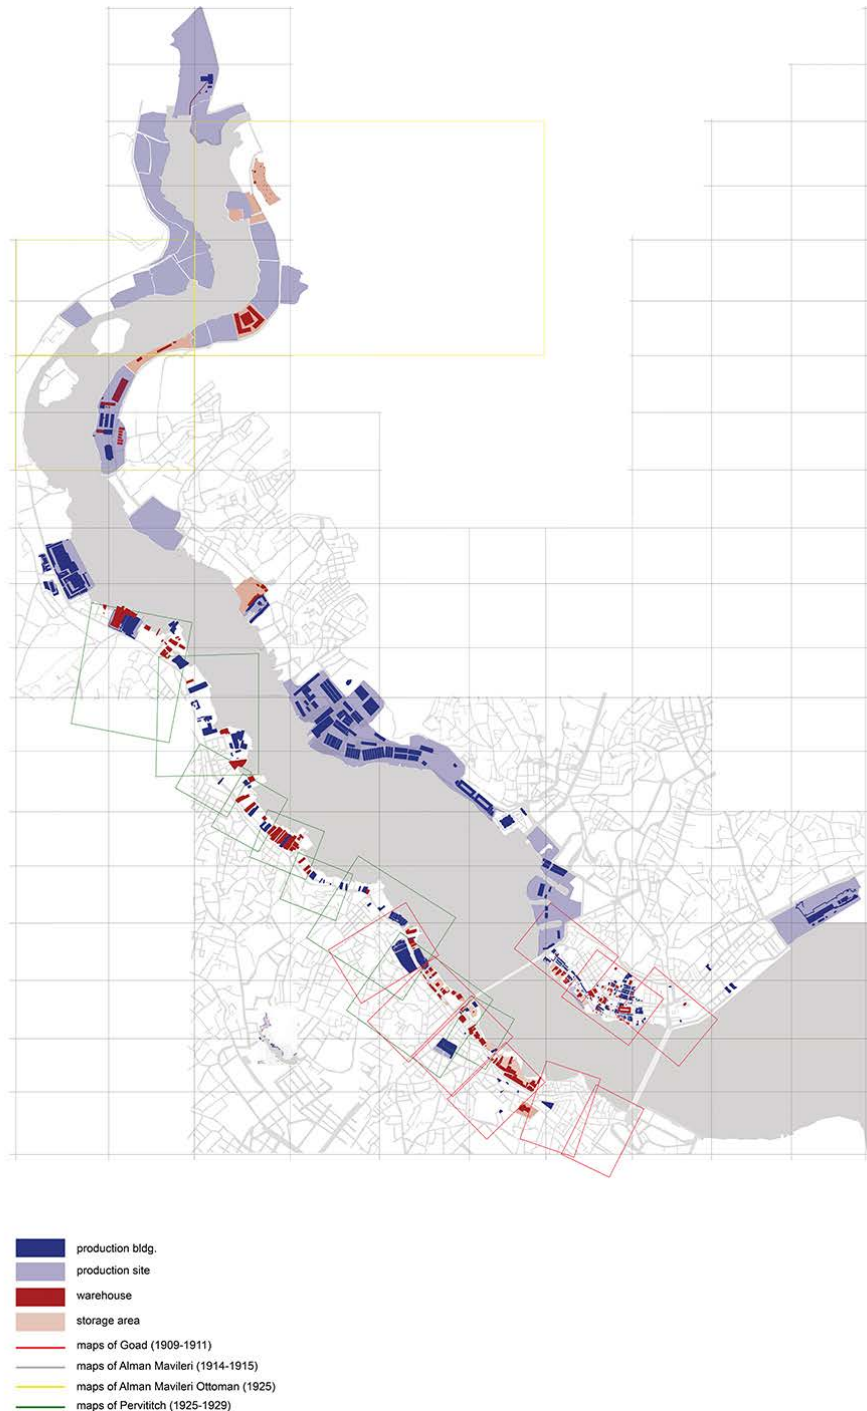 production bldg.
production site
warehouse
storage area
maps of Goad (1909-1911)
maps of Alman Mavileri (1914-1915)
maps of Alman Mavileri Ottoman (1925)
maps of Pervititch (1925-1929)